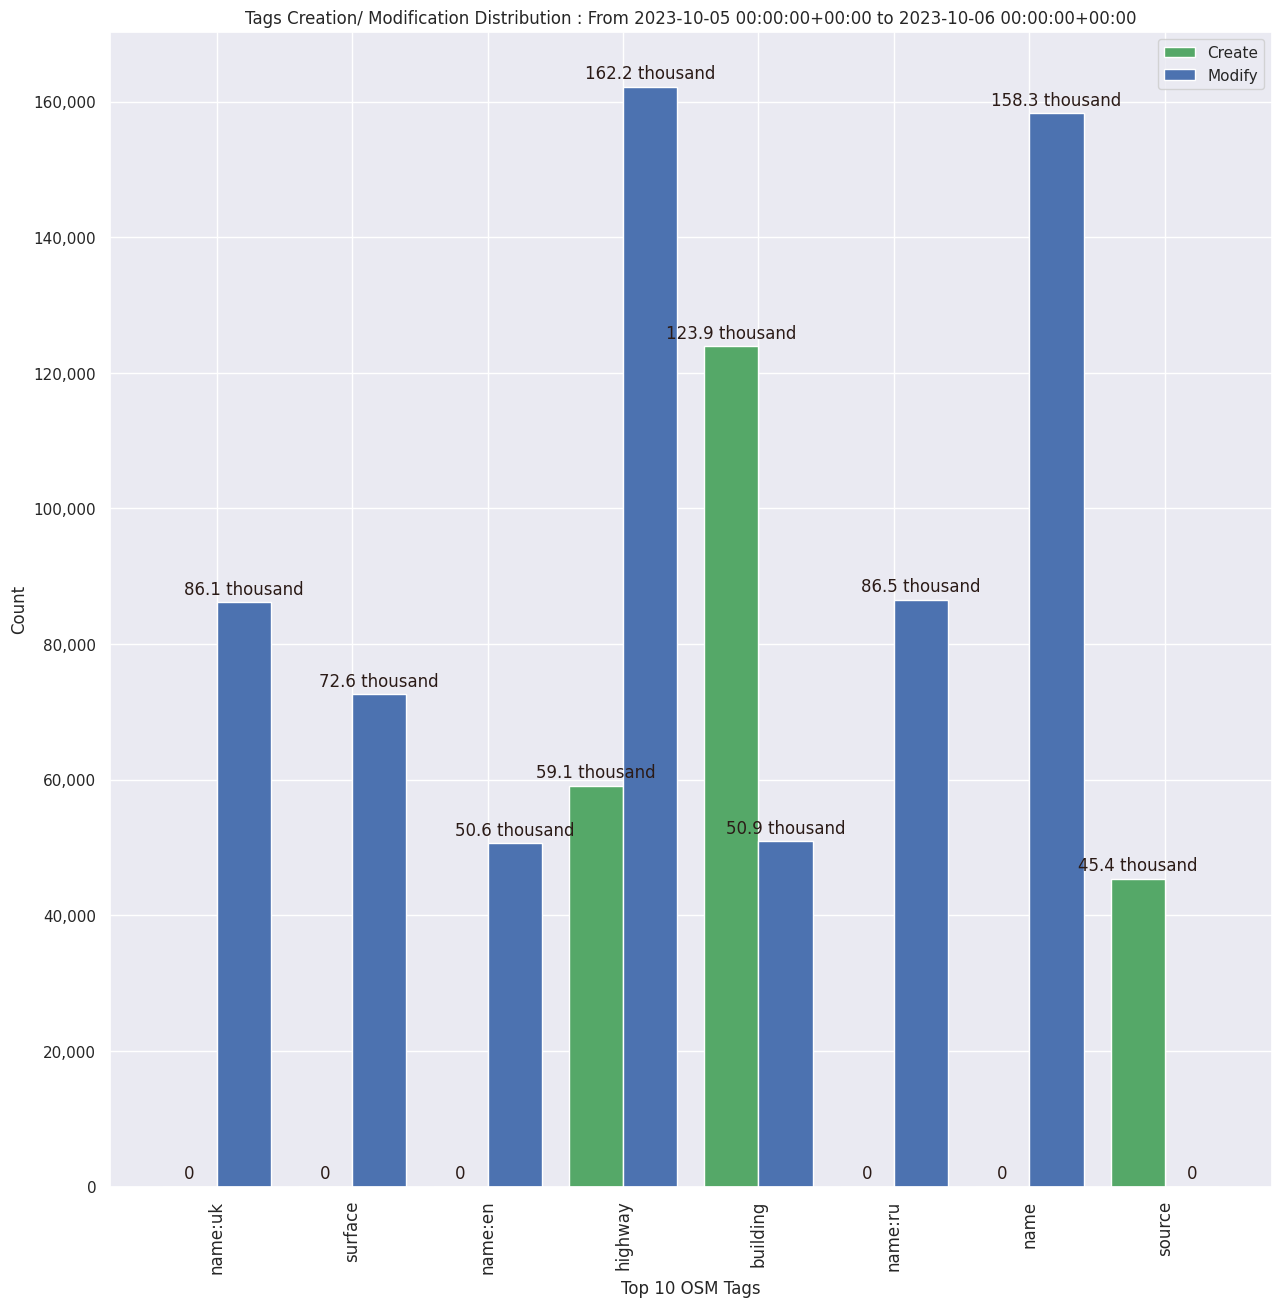 Tags Creation/ Modification Distribution : From 2023-10-05 00:00:00+00:00 to 2023-10-06 00:00:00+00:00
Create
Modify
162.2 thousand
158.3 thousand
123.9 thousand
86.1 thousand
86.5 thousand
72.6 thousand
59.1 thousand
50.6 thousand
50.9 thousand
45.4 thousand
0
0
0
0
0
0
160,000
140,000
120,000
100,000
80,000
60,000
40,000
20,000
0
Count
name:uk
surface
name:en
highway
building
name:ru
name
source
Top 10 OSM Tags